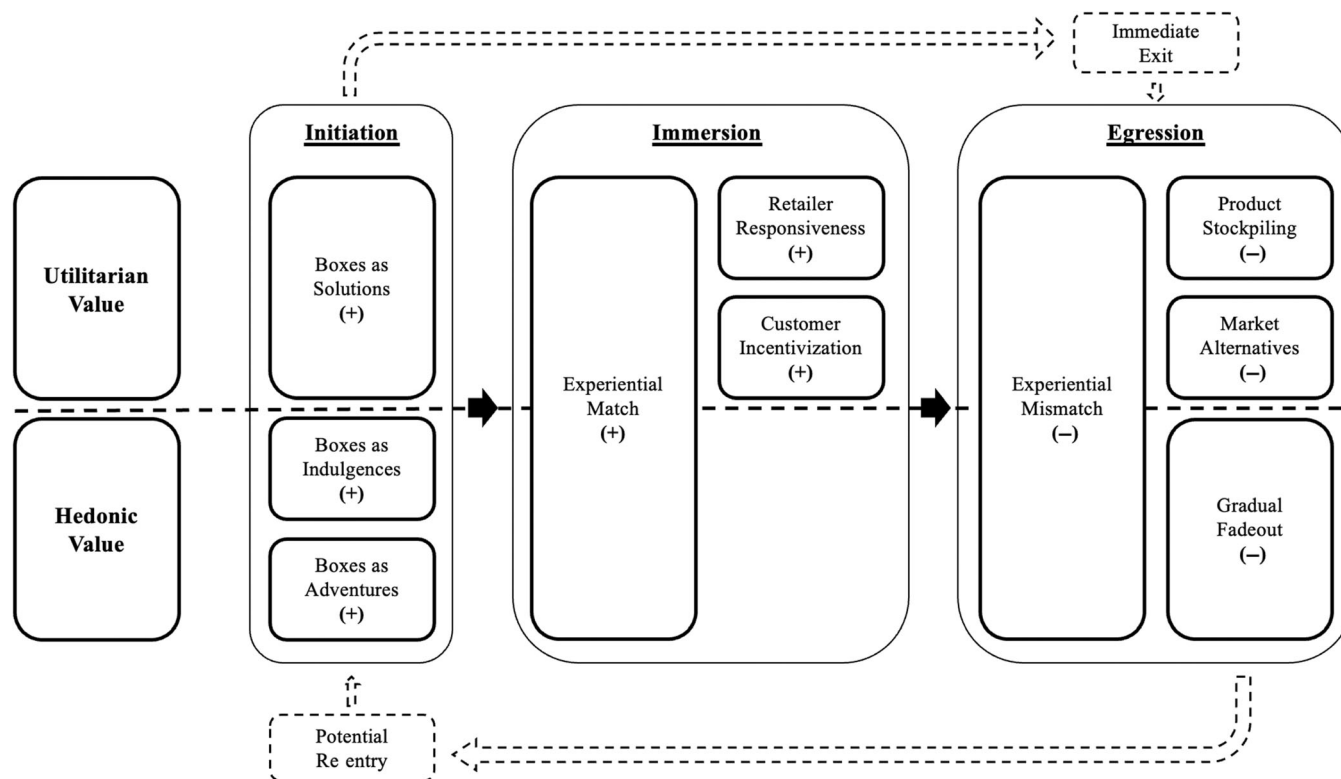 Immediate
Exit
Initiation
Immersion
Egression
Utilitarian
Value
Hedonic
Value
Boxes as
Solutions
(+)
Boxes as
Indulgences
(+)
Boxes as
Adventures
(+)
Experiential
Match
(+)
Retailer
Responsiveness
(+)
Customer
Incentivization
(+)
Experiential
Mismatch
(–)
Product
Stockpiling
(–)
Market
Alternatives
(–)
Gradual
Fadeout
(–)
Potential
Re entry